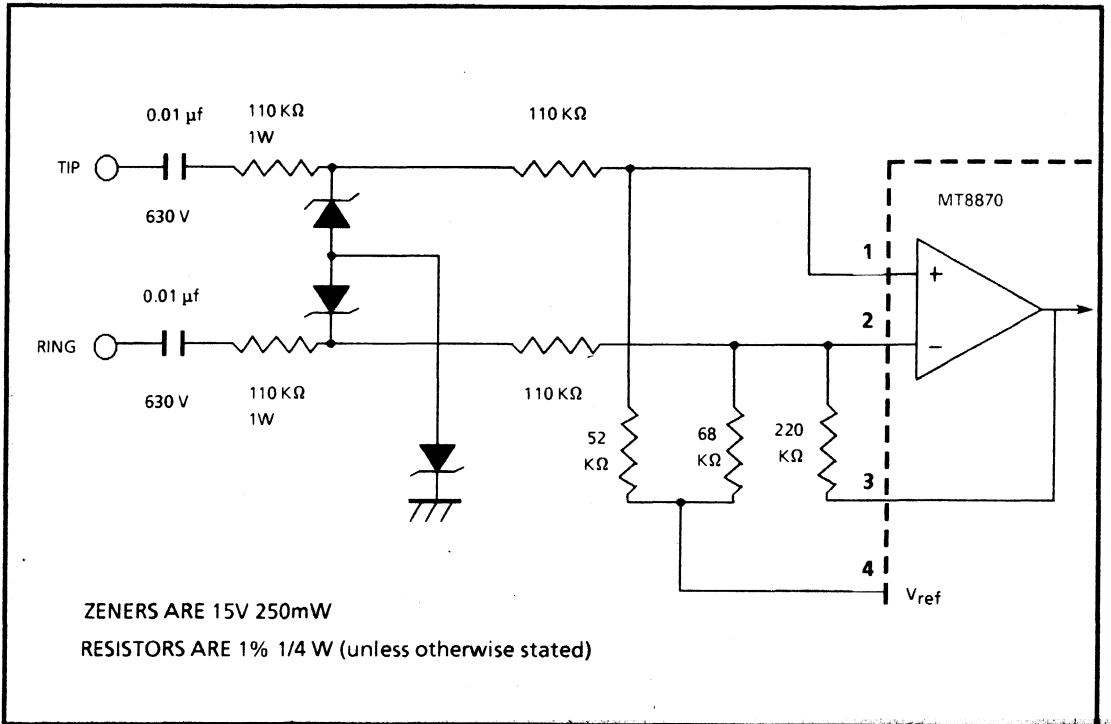 0.01 µf
110 KΩ
1W
110 KΩ
TIP
630 V
MT8870
1
+
0.01 µf
2
RING
−
630 V
110 KΩ
1W
110 KΩ
52
KΩ
68
KΩ
220
KΩ
3
4
Vref
ZENERS ARE 15V 250mW
RESISTORS ARE 1% 1/4 W (unless otherwise stated)